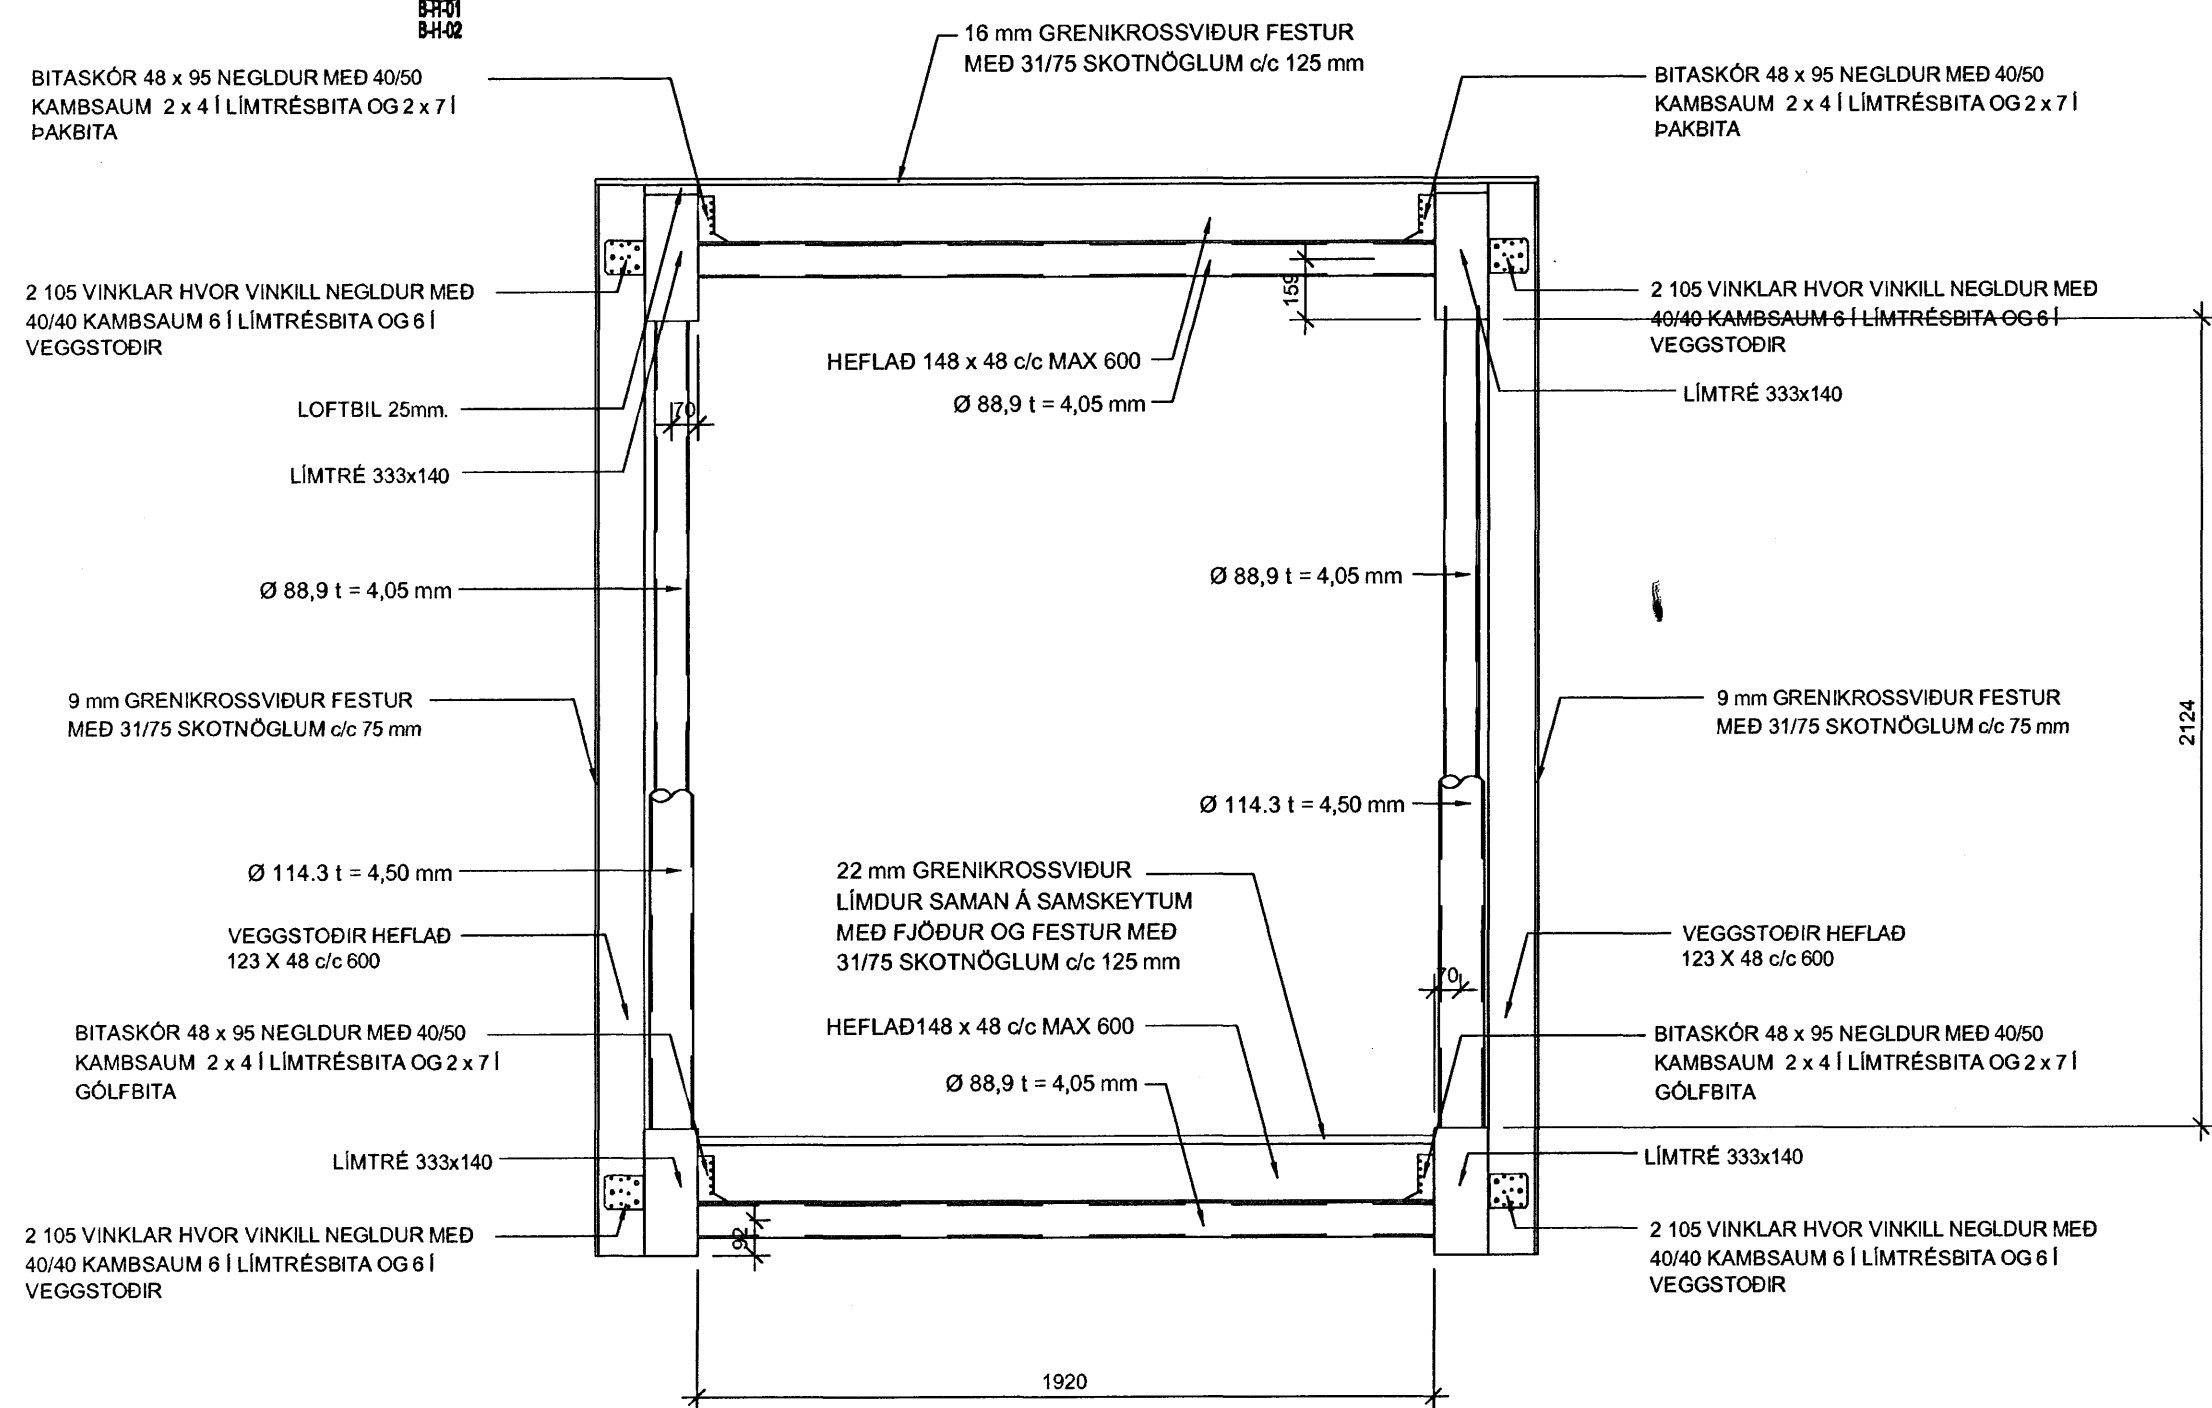 B-H-01
B-H-02
16 mm GRENIKROSSVIÐUR FESTUR
MEÐ 31/75 SKOTNÖGLUM c/c 125 mm
BITASKÓR 48 x 95 NEGLDUR MEÐ 40/50
KAMBSAUM 2 x 4 Í LÍMTRÉSBITA OG 2 x 7 Í
ÞAKBITA
BITASKÓR 48 x 95 NEGLDUR MEÐ 40/50
KAMBSAUM 2 x 4 Í LÍMTRÉSBITA OG 2 x 7 Í
ÞAKBITA
2 105 VINKLAR HVOR VINKILL NEGLDUR MEÐ
40/40 KAMBSAUM 6 Í LÍMTRÉSBITA OG 6 Í
VEGGSTOÐIR
159
2 105 VINKLAR HVOR VINKILL NEGLDUR MEÐ
40/40 KAMBSAUM 6 Í LÍMTRÉSBITA OG 6 Í
VEGGSTOÐIR
HEFLAÐ 148 x 48 c/c MAX 600
Ø 88,9 t = 4,05 mm
LOFTBIL 25mm.
70
LÍMTRÉ 333x140
LÍMTRÉ 333x140
Ø 88,9 t = 4,05 mm
Ø 88,9 t = 4,05 mm
9 mm GRENIKROSSVIÐUR FESTUR
MEÐ 31/75 SKOTNÖGLUM c/c 75 mm
9 mm GRENIKROSSVIÐUR FESTUR
MEÐ 31/75 SKOTNÖGLUM c/c 75 mm
2124
Ø 114.3 t = 4,50 mm
Ø 114.3 t = 4,50 mm
22 mm GRENIKROSSVIÐUR
LÍMDUR SAMAN Á SAMSKEYTUM
MEÐ FJÖÐUR OG FESTUR MEÐ
31/75 SKOTNÖGLUM c/c 125 mm
VEGGSTOÐIR HEFLAÐ
123 X 48 c/c 600
70
VEGGSTOÐIR HEFLAÐ
123 X 48 c/c 600
BITASKÓR 48 x 95 NEGLDUR MEÐ 40/50
KAMBSAUM 2 x 4 Í LÍMTRÉSBITA OG 2 x 7 Í
GÓLFBITA
HEFLAÐ148 x 48 c/c MAX 600
Ø 88,9 t = 4,05 mm
BITASKÓR 48 x 95 NEGLDUR MEÐ 40/50
KAMBSAUM 2 x 4 Í LÍMTRÉSBITA OG 2 x 7 Í
GÓLFBITA
LÍMTRÉ 333x140
LÍMTRÉ 333x140
2 105 VINKLAR HVOR VINKILL NEGLDUR MEÐ
40/40 KAMBSAUM 6 Í LÍMTRÉSBITA OG 6 Í
VEGGSTOÐIR
92
2 105 VINKLAR HVOR VINKILL NEGLDUR MEÐ
40/40 KAMBSAUM 6 Í LÍMTRÉSBITA OG 6 Í
VEGGSTOÐIR
1920